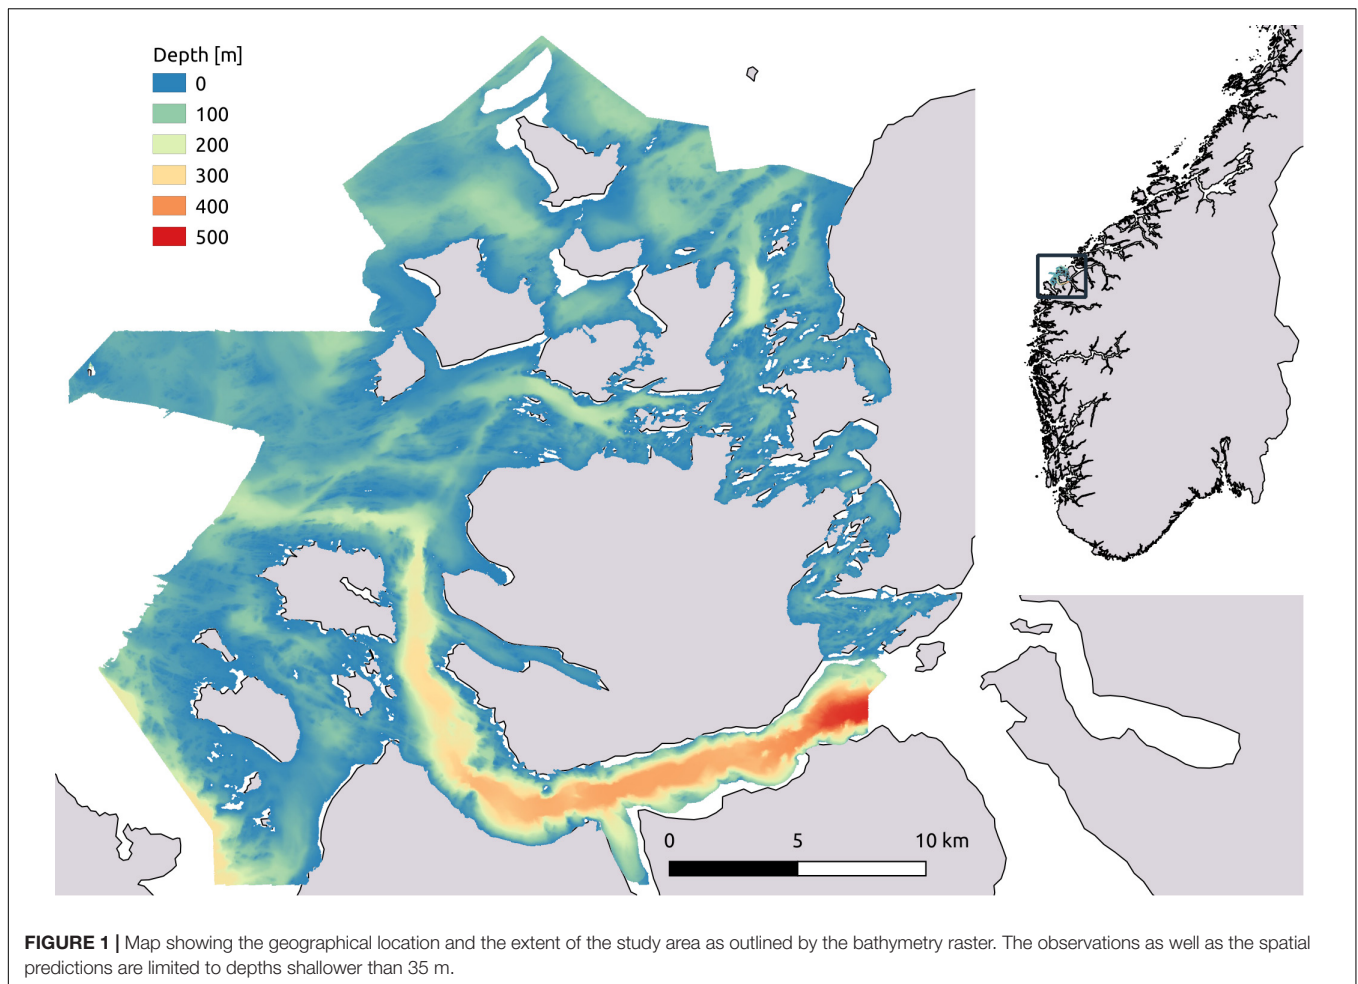 Depth [m]
0
100
200
300
400
500
0 5 10 km
FIGURE 1 | Map showing the geographical location and the extent of the study area as outlined by the bathymetry raster. The observations as well as the spatial
predictions are limited to depths shallower than 35 m.